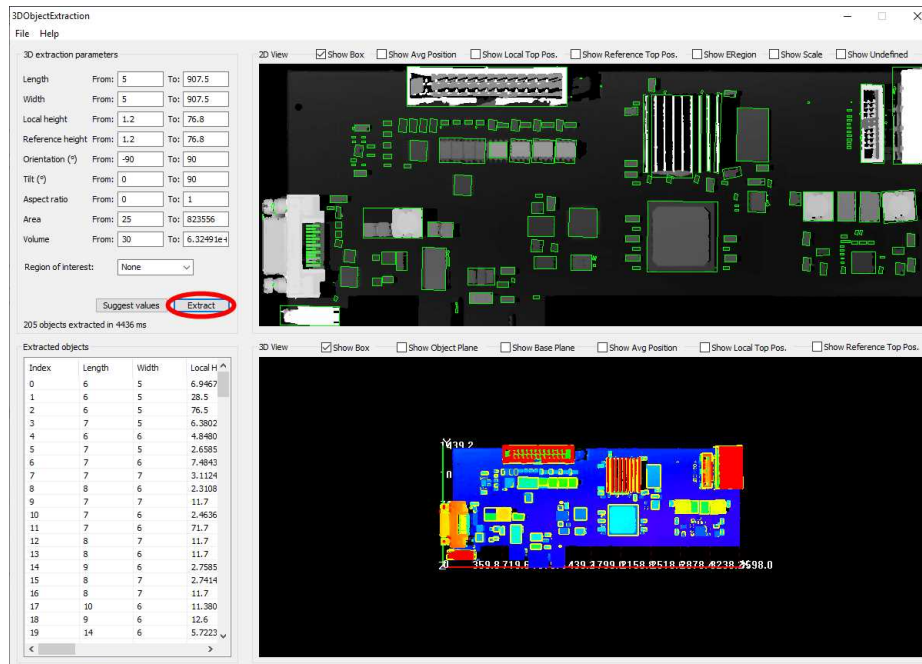 3DObjectExtraction
File Help
3D extraction parameters
Length From: 5 To: 907.5
Width From: 5 To: 907.5
Local height From: 1.2 To: 76.8
Reference height From: 1.2 To: 76.8
Orientation (º) From: -90 To: 90
Tilt (º) From: 0 To: 90
Aspect ratio From: 0 To: 1
Area From: 25 To: 823556
Volume From: 30 To: 6.32491e+
Region of interest: None
Suggest values Extract
205 objects extracted in 4436 ms
2D View Show Box Show Avg Position Show Local Top Pos. Show Reference Top Pos. Show ERegion Show Scale Show Undefined
Extracted objects
Index Length Width Local H
0 6 5 6.9467
1 6 5 28.5
2 6 5 76.5
3 7 5 6.3802
4 6 6 4.8480
5 7 5 2.6585
6 7 6 7.4843
7 7 7 3.1124
8 8 6 2.3108
9 7 7 11.7
10 7 6 2.4636
11 7 6 71.7
12 8 7 11.7
13 8 6 11.7
14 9 6 2.7585
15 8 7 2.7414
16 8 7 11.7
17 10 6 11.380
18 9 6 12.6
19 14 6 5.7223
3D View Show Box Show Object Plane Show Base Plane Show Avg Position Show Local Top Pos. Show Reference Top Pos.
Y
0
Z 359.8 719.6